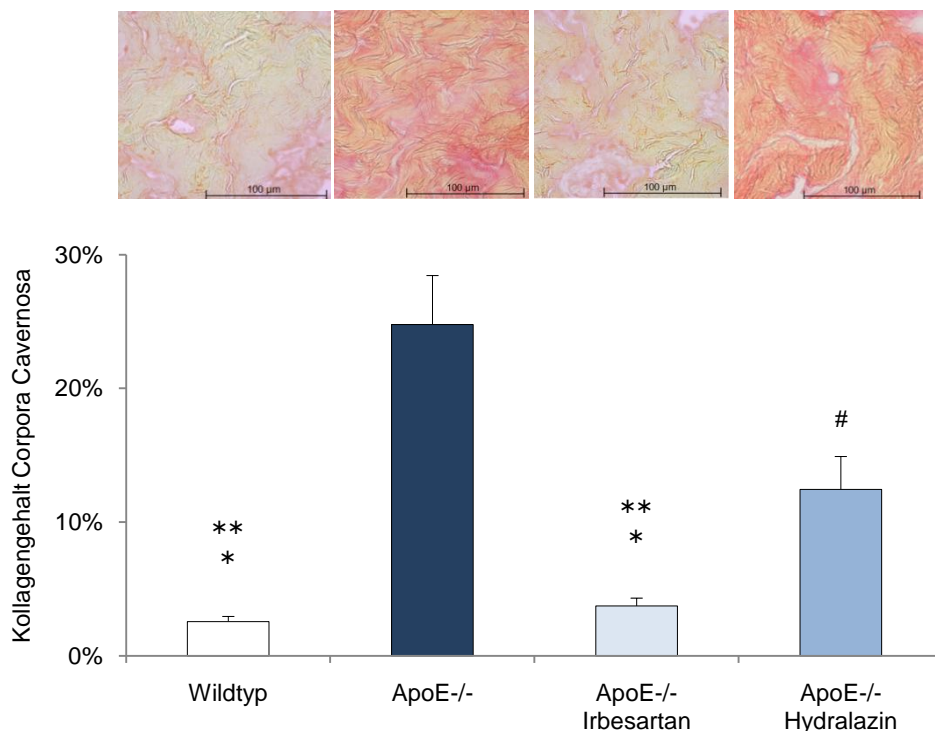 100 µm 100 µm 100 µm 100 µm
Kollagengehalt Corpora Cavernosa
30%
20%
10%
0%
**
*
**
*
#
Wildtyp
ApoE-/-
ApoE-/-
Irbesartan
ApoE-/-
Hydralazin